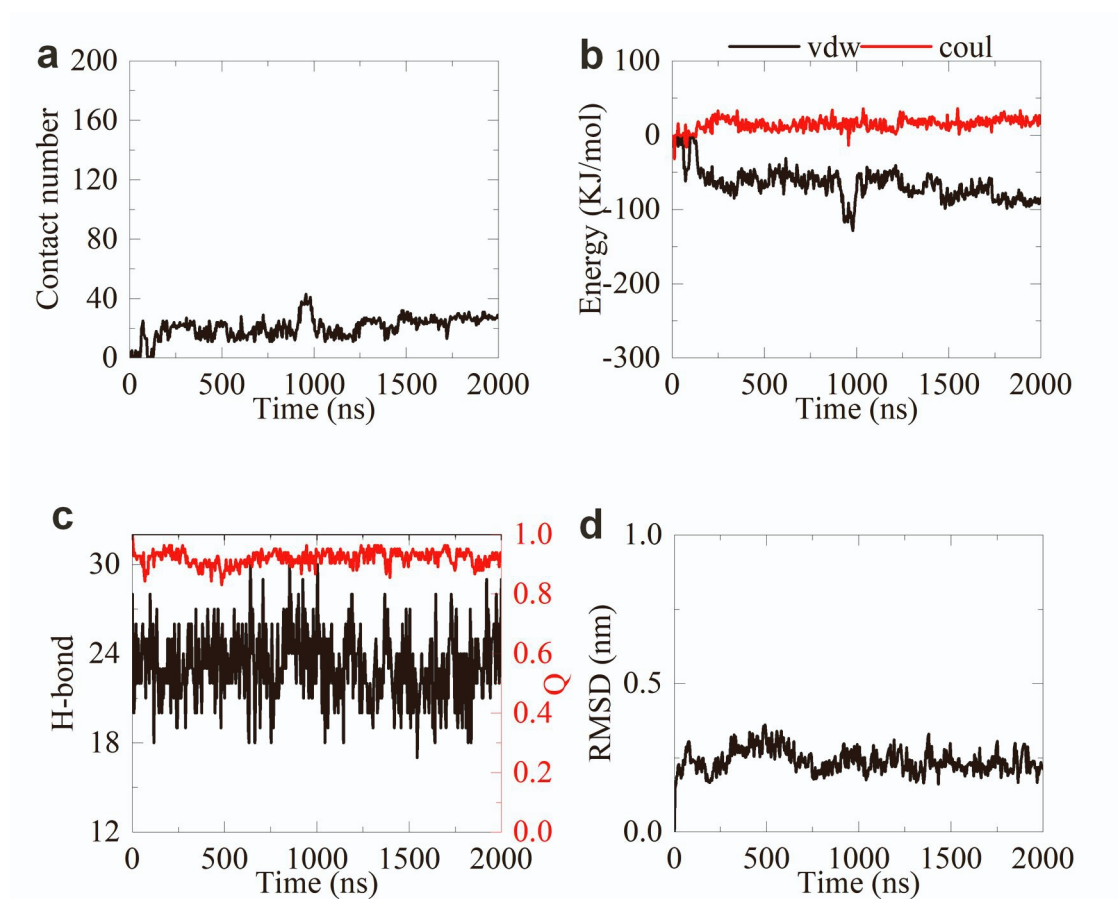 a
200
160
120
80
40
0
Contact number
0 500 1000 1500 2000
Time (ns)
b
vdw coul
100
0
-100
-200
-300
Energy (KJ/mol)
0 500 1000 1500 2000
Time (ns)
c
30
24
18
12
H-bond
1.0
0.8
0.6
0.4
0.2
0.0
Q
0 500 1000 1500 2000
Time (ns)
d
1.0
0.5
0.0
RMSD (nm)
0 500 1000 1500 2000
Time (ns)